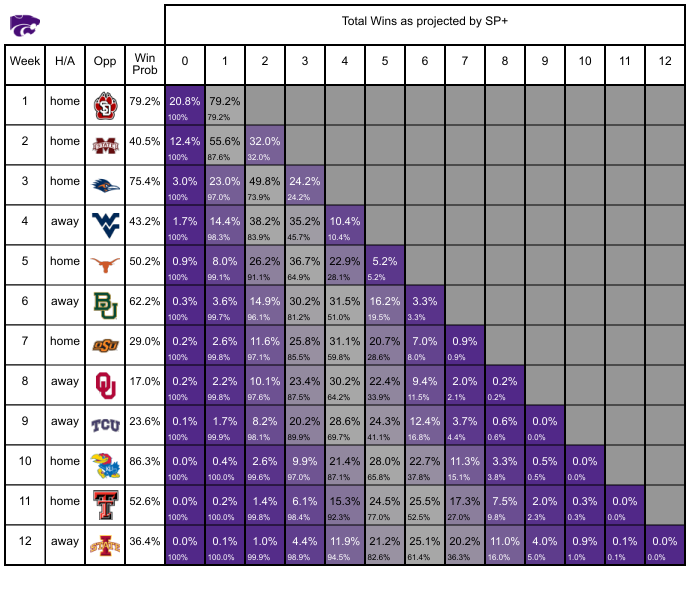 Total Wins as projected by SP+
Week H/A Opp Win Prob 0 1 2 3 4 5 6 7 8 9 10 11 12
1 home SD 79.2% 20.8% 79.2%
100% 79.2%
2 home M STATE 40.5% 12.4% 55.6% 32.0%
100% 87.6% 32.0%
3 home 75.4% 3.0% 23.0% 49.8% 24.2%
100% 97.0% 73.9% 24.2%
4 away WV 43.2% 1.7% 14.4% 38.2% 35.2% 10.4%
100% 98.3% 83.9% 45.7% 10.4%
5 home 50.2% 0.9% 8.0% 26.2% 36.7% 22.9% 5.2%
100% 99.1% 91.1% 64.9% 28.1% 5.2%
6 away BU 62.2% 0.3% 3.6% 14.9% 30.2% 31.5% 16.2% 3.3%
100% 99.7% 96.1% 81.2% 51.0% 19.5% 3.3%
7 home OSU 29.0% 0.2% 2.6% 11.6% 25.8% 31.1% 20.7% 7.0% 0.9%
100% 99.8% 97.1% 85.5% 59.8% 28.6% 8.0% 0.9%
8 away OU 17.0% 0.2% 2.2% 10.1% 23.4% 30.2% 22.4% 9.4% 2.0% 0.2%
100% 99.8% 97.6% 87.5% 64.2% 33.9% 11.5% 2.1% 0.2%
9 away TCU 23.6% 0.1% 1.7% 8.2% 20.2% 28.6% 24.3% 12.4% 3.7% 0.6% 0.0%
100% 99.9% 98.1% 89.9% 69.7% 41.1% 16.8% 4.4% 0.6% 0.0%
10 home KU 86.3% 0.0% 0.4% 2.6% 9.9% 21.4% 28.0% 22.7% 11.3% 3.3% 0.5% 0.0%
100% 100.0% 99.6% 97.0% 87.1% 65.8% 37.8% 15.1% 3.8% 0.5% 0.0%
11 home T 52.6% 0.0% 0.2% 1.4% 6.1% 15.3% 24.5% 25.5% 17.3% 7.5% 2.0% 0.3% 0.0%
100% 100.0% 99.8% 98.4% 92.3% 77.0% 52.5% 27.0% 9.8% 2.3% 0.3% 0.0%
12 away I STATE 36.4% 0.0% 0.1% 1.0% 4.4% 11.9% 21.2% 25.1% 20.2% 11.0% 4.0% 0.9% 0.1% 0.0%
100% 100.0% 99.9% 98.9% 94.5% 82.6% 61.4% 36.3% 16.0% 5.0% 1.0% 0.1% 0.0%